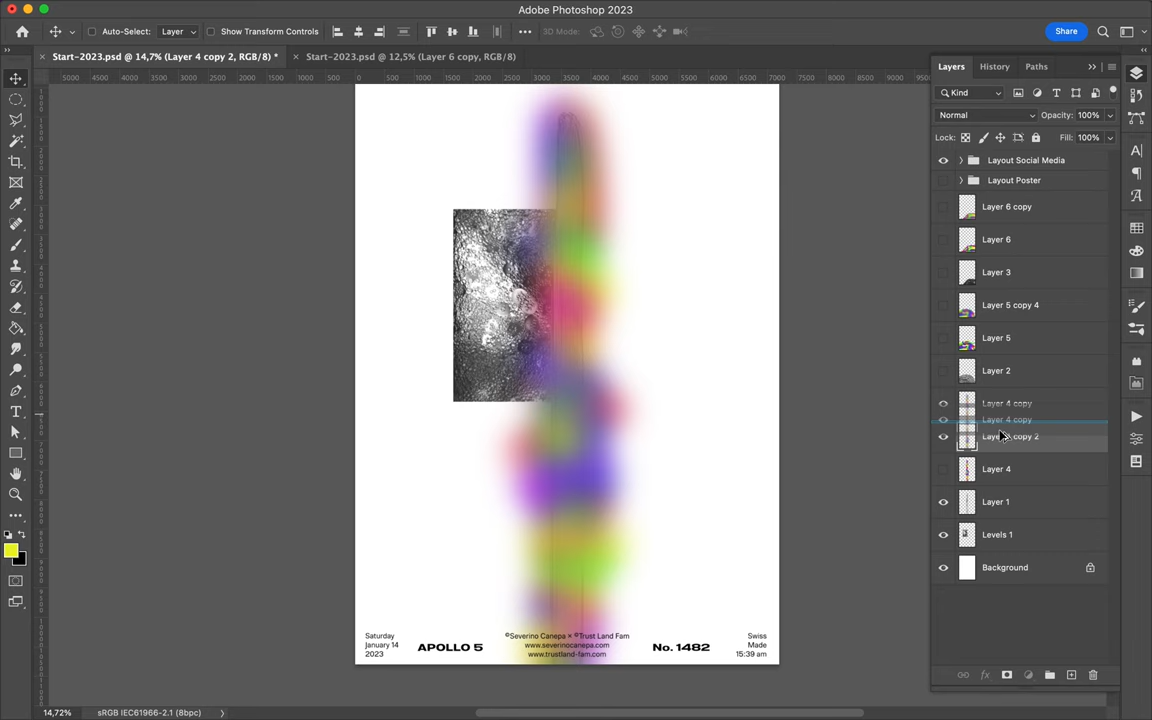 Adobe Photoshop 2023
Auto-Select:
Layer
Show Transform Controls
3D Mode:
Share
Start-2023.psd @ 14,7% (Layer 4 copy 2, RGB/8) *
Start-2023.psd @ 12,5% (Layer 6 copy, RGB/8)
Layers
History
Paths
Kind
Normal
Opacity: 100%
Lock:
Fill: 100%
Layout Social Media
Layout Poster
Layer 6 copy
Layer 6
Layer 3
Layer 5 copy 4
Layer 5
Layer 2
Layer 4 copy
Layer 4 copy
copy 2
Layer 4
Layer 1
Levels 1
Background
Saturday
January 14
2023
APOLLO 5
©Severino Canepa × ©Trust Land Fam
www.severinocanepa.com
www.trustland-fam.com
No. 1482
Swiss
Made
15:39 am
14,72%
sRGB IEC61966-2.1 (8bpc)